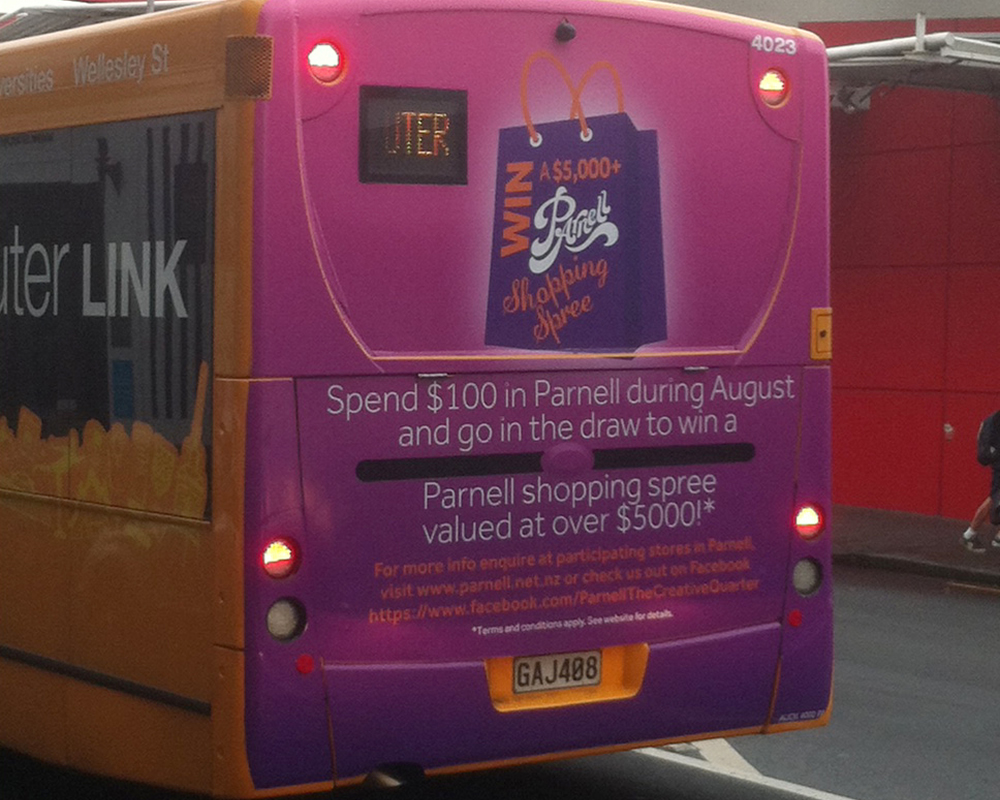 versities Wellesley St
4023
UTER
WIN
A $5,000+
Parnell
Shopping
Spree
uter LINK
Spend $100 in Parnell during August
and go in the draw to win a
Parnell shopping spree
valued at over $5000!*
For more info enquire at participating stores in Parnell,
visit www.parnell.net.nz or check us out on Facebook
https://www.facebook.com/ParnellTheCreativeQuarter
*Terms and conditions apply. See website for details.
GAJ408